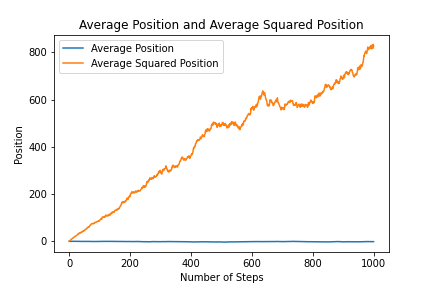 Average Position and Average Squared Position
Average Position
Average Squared Position
800
600
400
200
0
Position
0 200 400 600 800 1000
Number of Steps